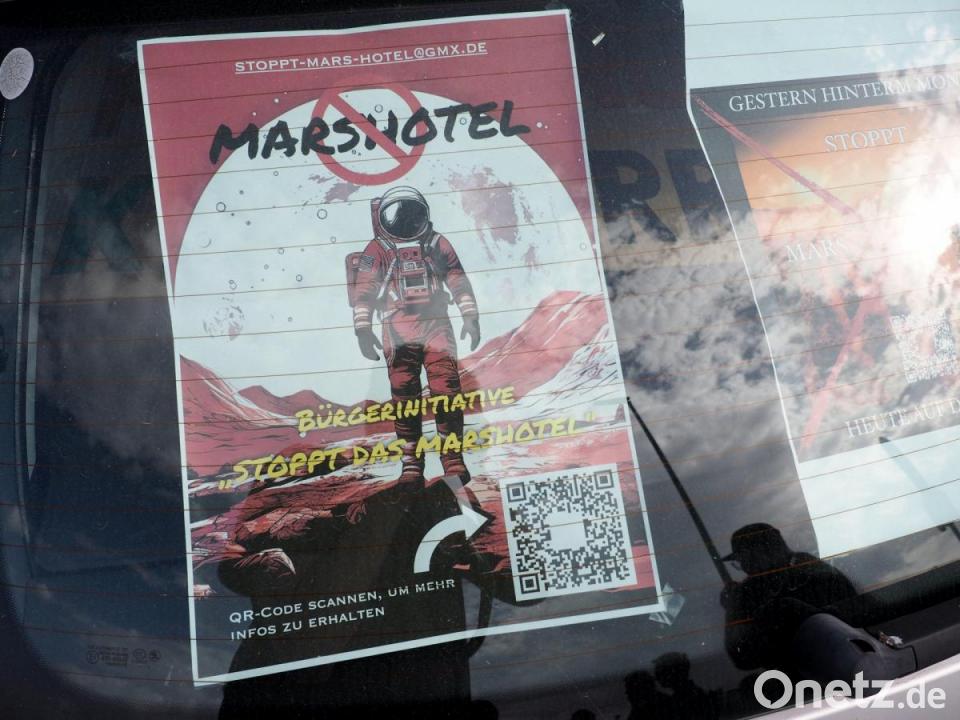 STOPPT-MARS-HOTEL@GMX.DE
MARSHOTEL
BÜRGERINITIATIVE
„STOPPT DAS MARSHOTEL“
QR-CODE SCANNEN, UM MEHR
INFOS ZU ERHALTEN
GESTERN HINTERM MON
STOPPT
MARS
HEUTE AUF D
Onetz.de